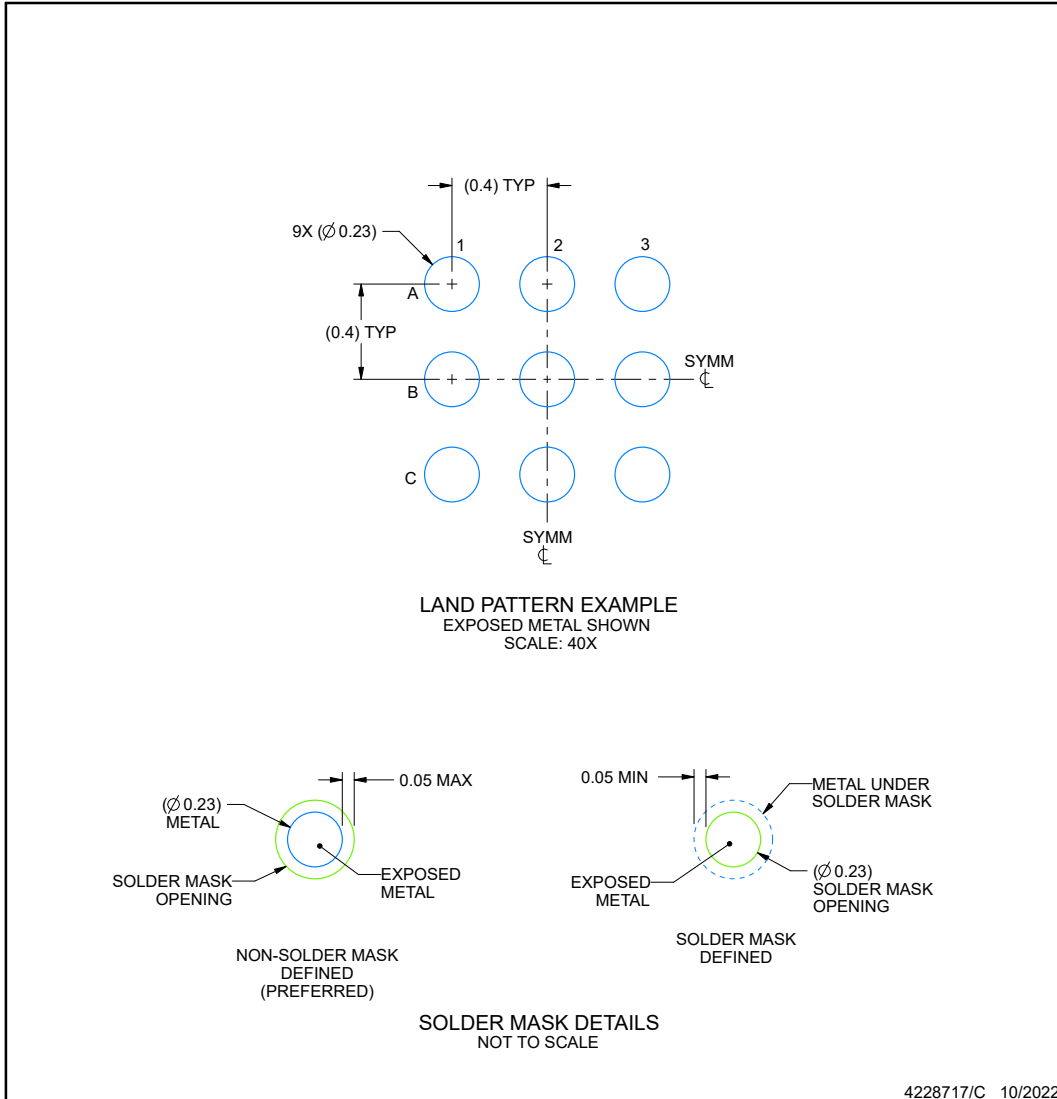 (0.4) TYP
9X (∅ 0.23)
1
2
3
A
(0.4) TYP
SYMM
℄
B
C
SYMM
℄
LAND PATTERN EXAMPLE
EXPOSED METAL SHOWN
SCALE: 40X
0.05 MAX
(∅ 0.23)
METAL
SOLDER MASK
OPENING
EXPOSED
METAL
NON-SOLDER MASK
DEFINED
(PREFERRED)
0.05 MIN
METAL UNDER
SOLDER MASK
EXPOSED
METAL
(∅ 0.23)
SOLDER MASK
OPENING
SOLDER MASK
DEFINED
SOLDER MASK DETAILS
NOT TO SCALE
4228717/C 10/2022